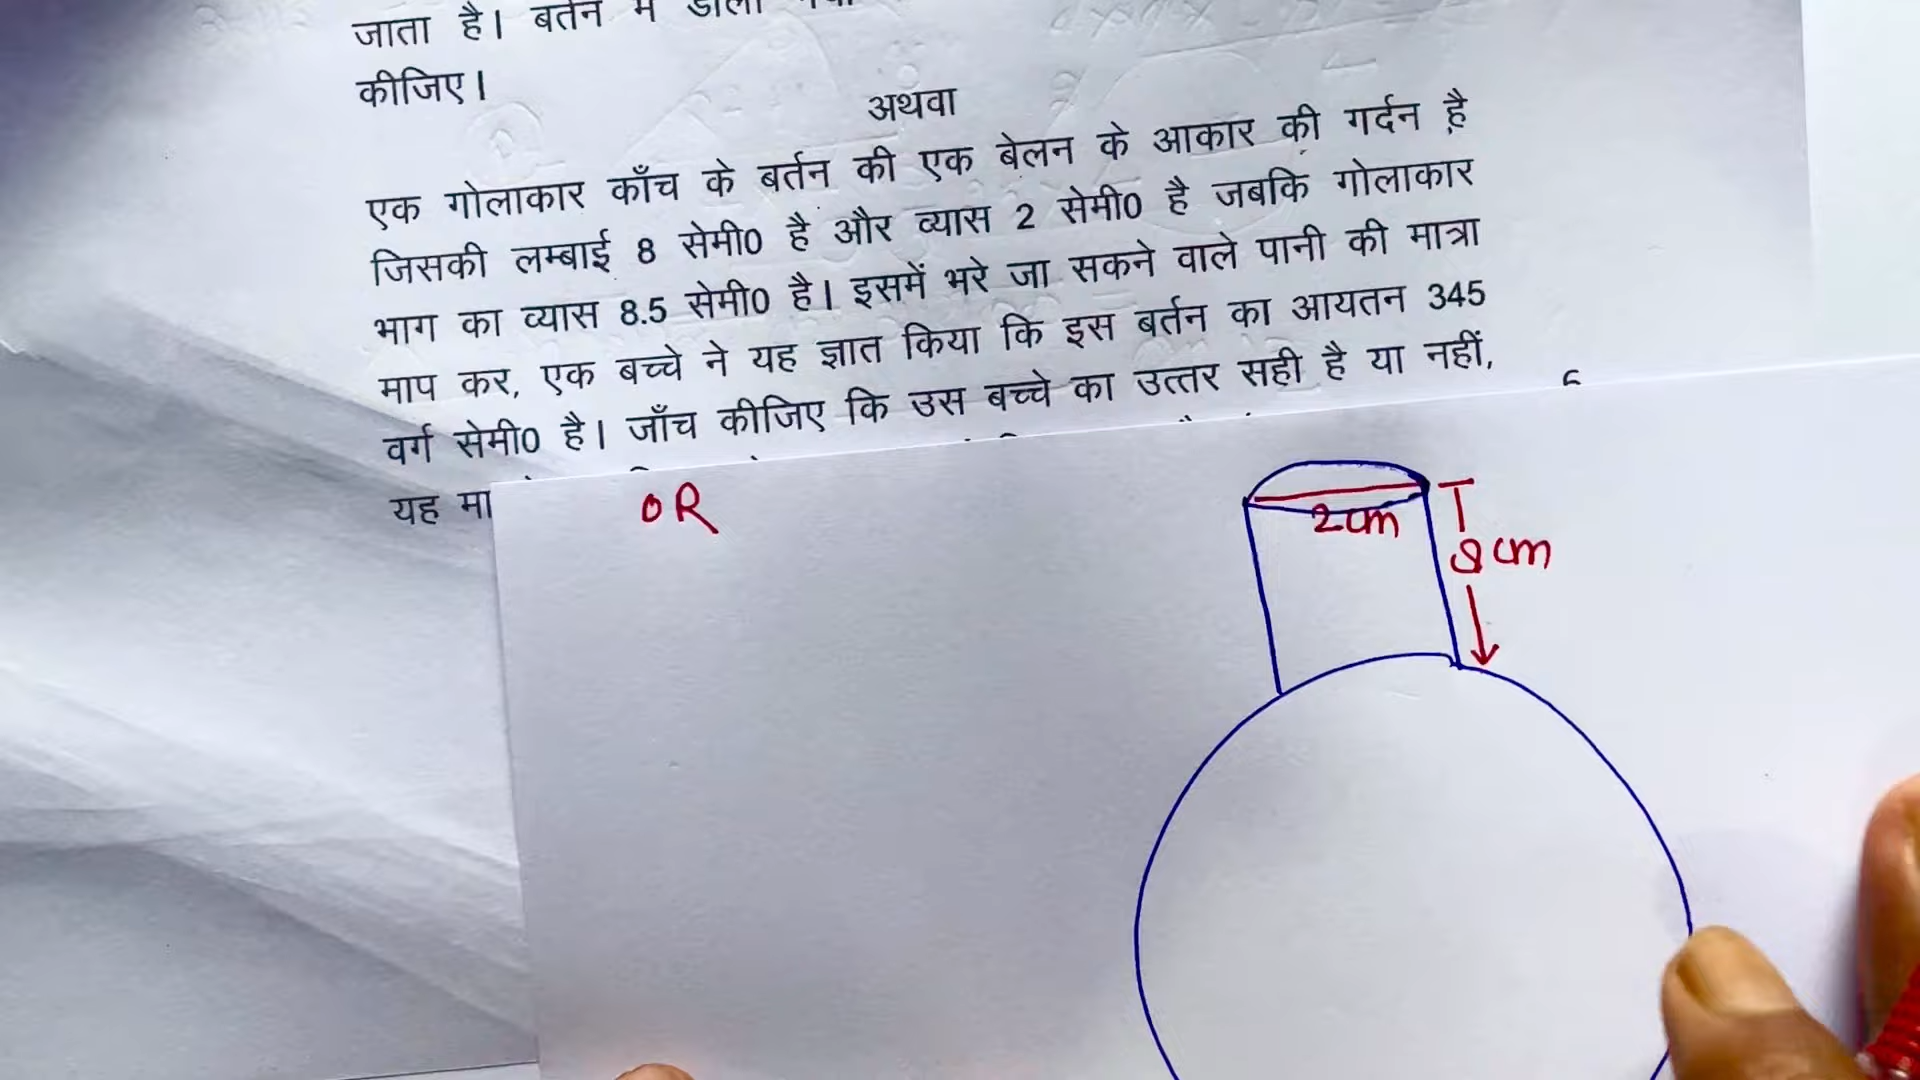 जाता है। बर्तन में
कीजिए।
अथवा
एक गोलाकार काँच के बर्तन की एक बेलन के आकार की गर्दन है
जिसकी लम्बाई 8 सेमी0 है और व्यास 2 सेमी0 है जबकि गोलाकार
भाग का व्यास 8.5 सेमी0 है। इसमें भरे जा सकने वाले पानी की मात्रा
माप कर, एक बच्चे ने यह ज्ञात किया कि इस बर्तन का आयतन 345
वर्ग सेमी0 है। जाँच कीजिए कि उस बच्चे का उत्तर सही है या नहीं,
यह
OR
2cm
8cm